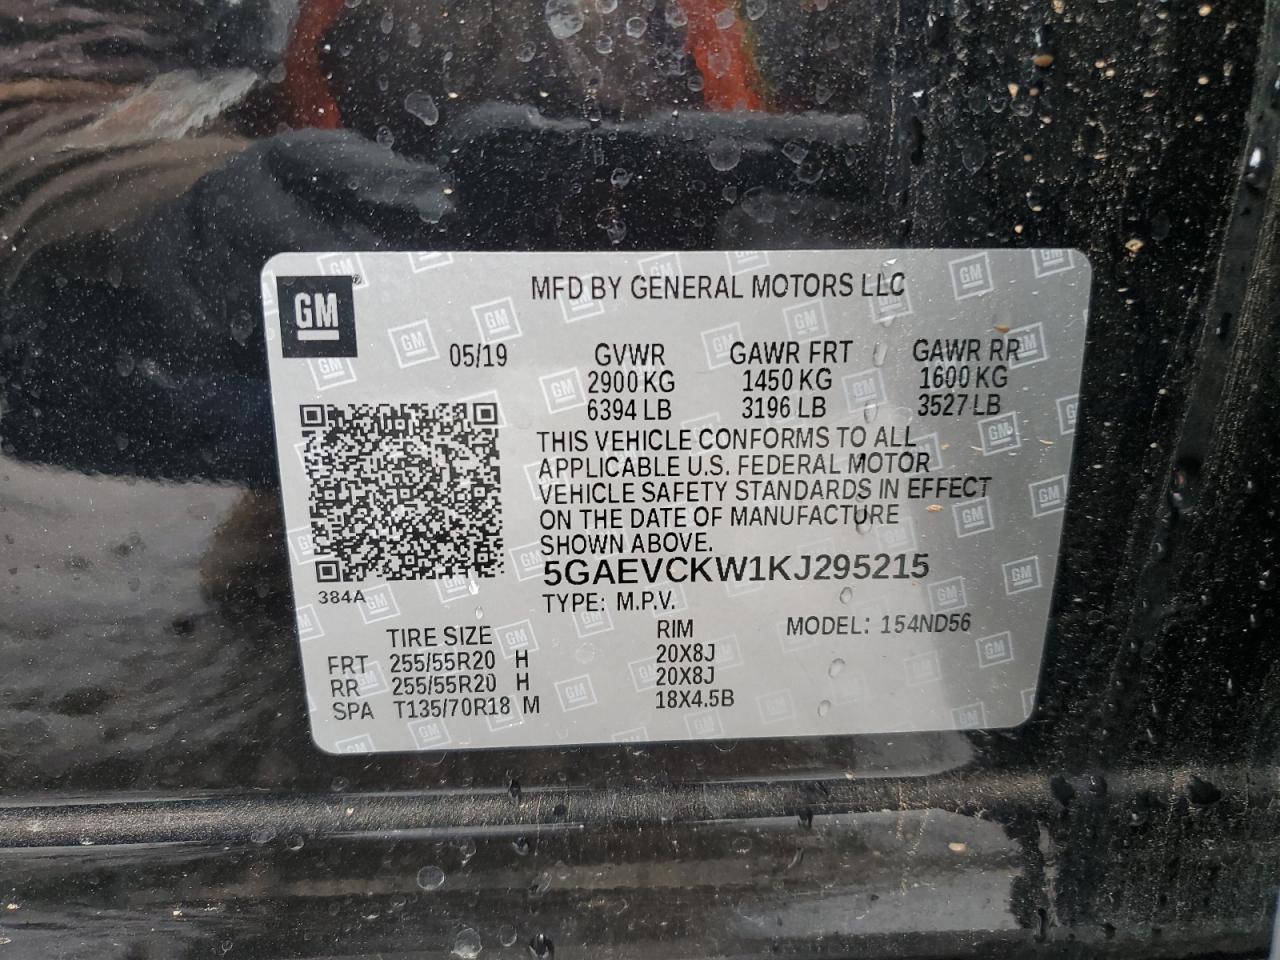 GM
MFD BY GENERAL MOTORS LLC
05/19 GVWR GAWR FRT GAWR RR
2900 KG 1450 KG 1600 KG
6394 LB 3196 LB 3527 LB
THIS VEHICLE CONFORMS TO ALL
APPLICABLE U.S. FEDERAL MOTOR
VEHICLE SAFETY STANDARDS IN EFFECT
ON THE DATE OF MANUFACTURE
SHOWN ABOVE.
5GAEVCKW1KJ295215
384A
TYPE: M.P.V.
TIRE SIZE RIM MODEL: 154ND56
FRT 255/55R20 H 20X8J
RR 255/55R20 H 20X8J
SPA T135/70R18 M 18X4.5B